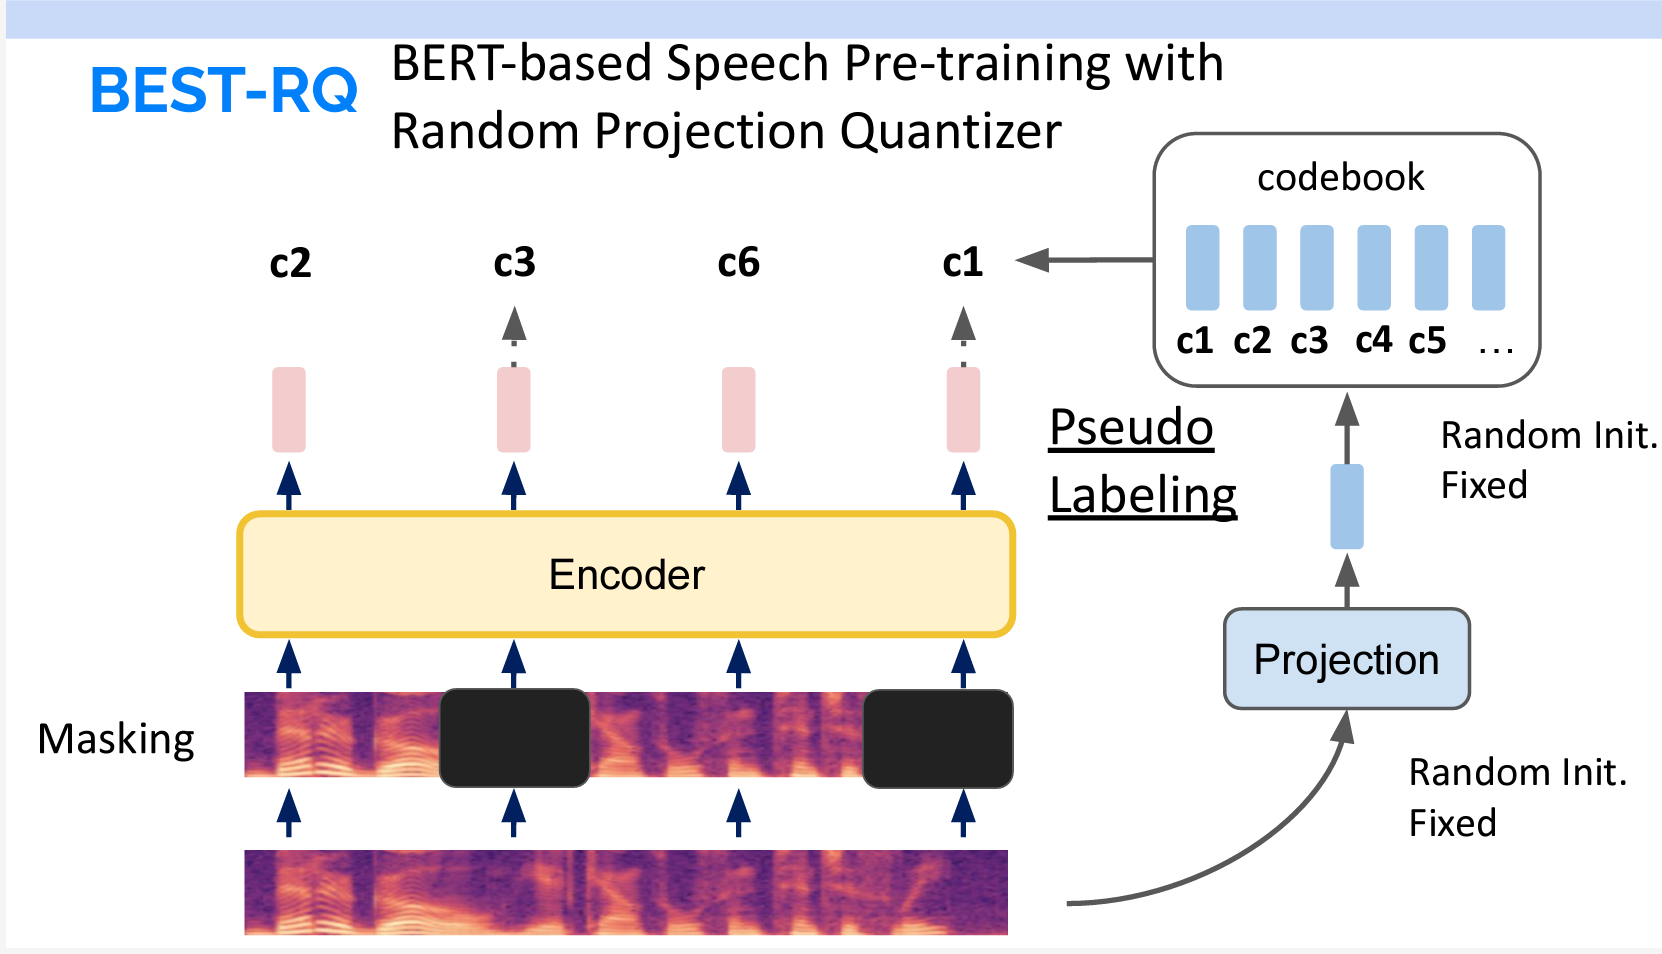 BEST-RQ
BERT-based Speech Pre-training with
Random Projection Quantizer
codebook
c1 c2 c3 c4 c5 ...
c2 c3 c6 c1
Pseudo
Labeling
Random Init.
Fixed
Encoder
Projection
Masking
Random Init.
Fixed